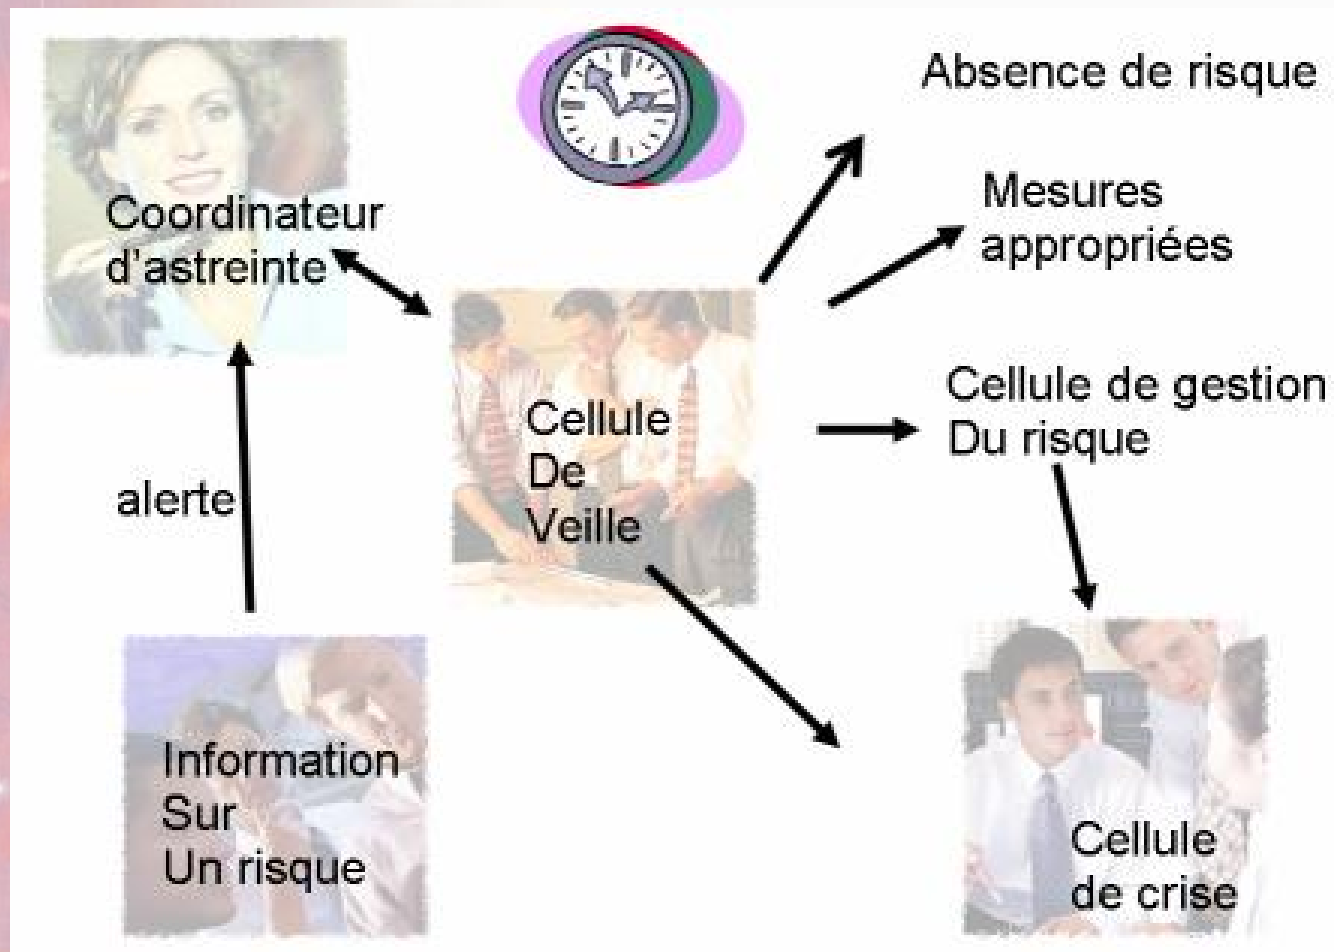 Absence de risque
Mesures
appropriées
Coordinateur
d'astreinte
Cellule de gestion
Du risque
Cellule
De
Veille
alerte
Information
Sur
Un risque
Cellule
de crise